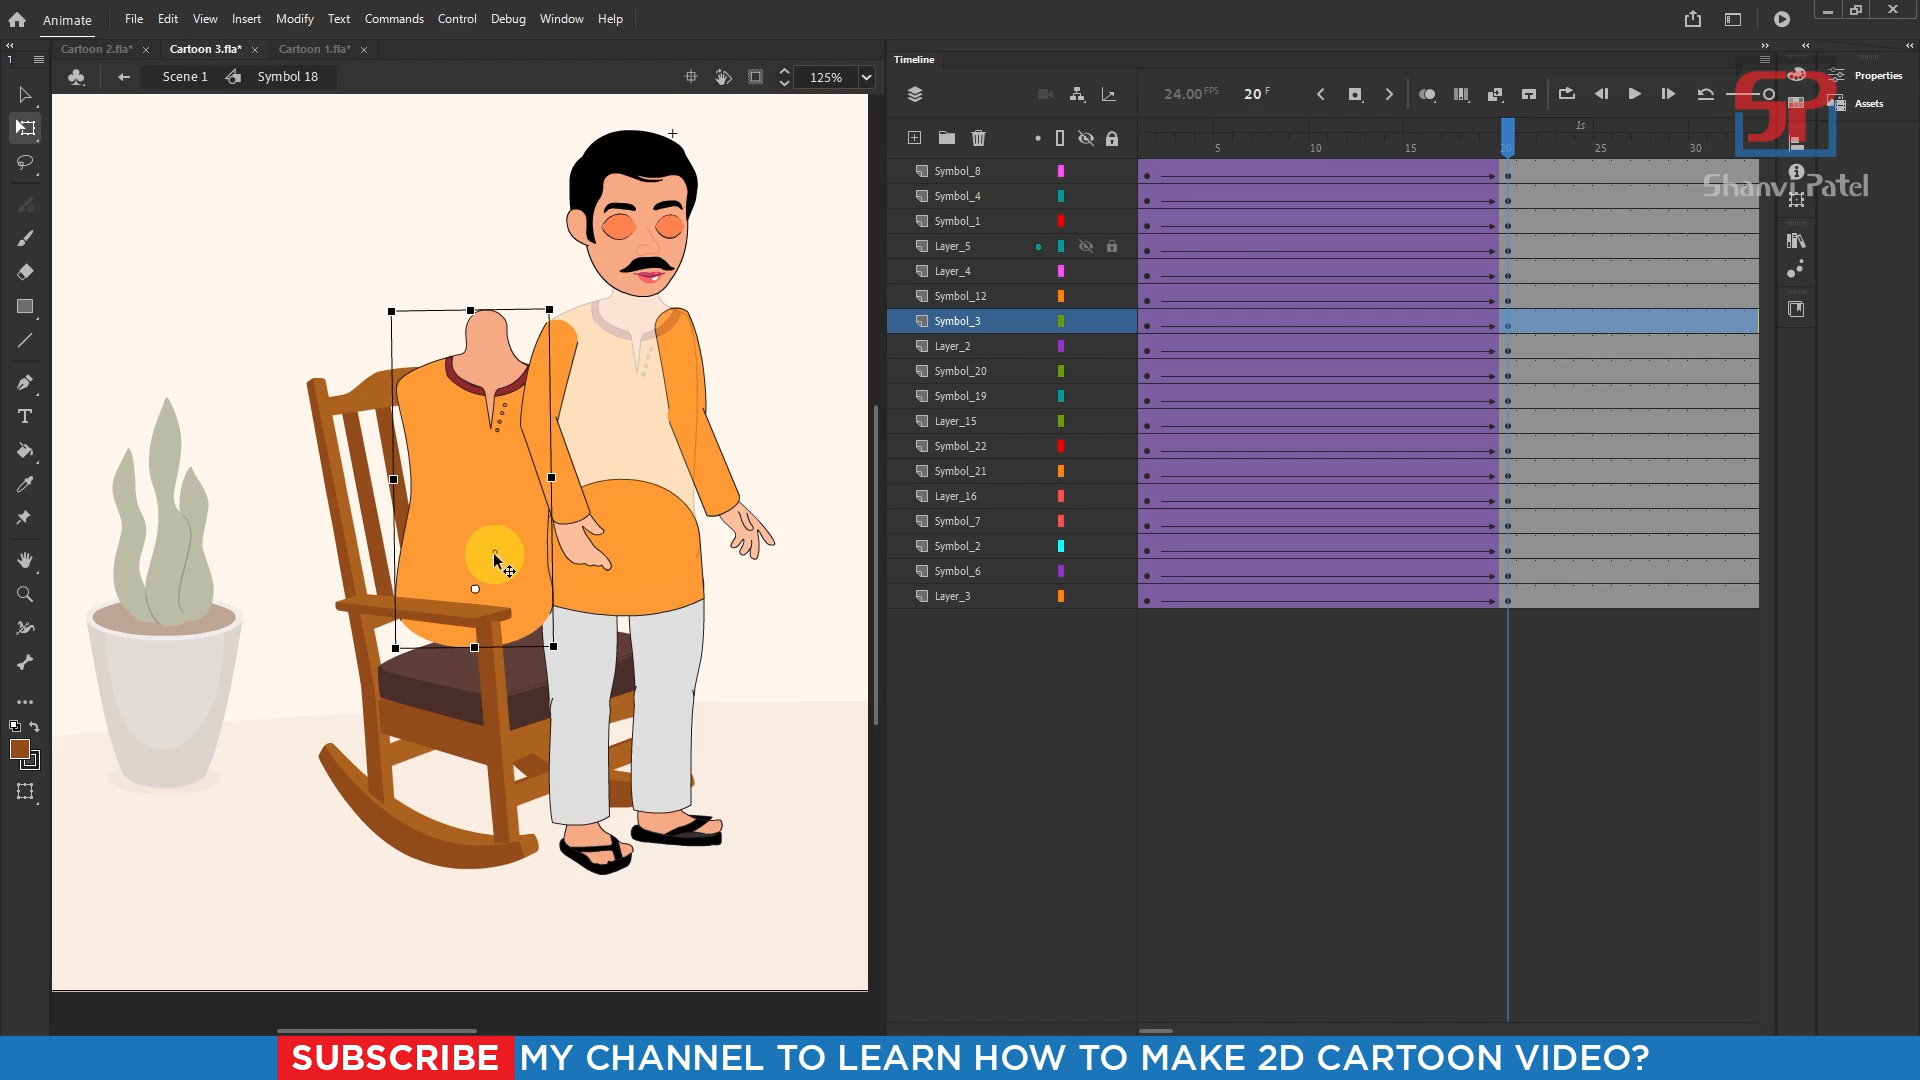 Animate
File Edit View Insert Modify Text Commands Control Debug Window Help
Cartoon 2.fla* Cartoon 3.fla* Cartoon 1.fla*
Scene 1 Symbol 18 125%
Timeline
24.00 FPS 20 F
Properties
Assets
SP
Shanvi Patel
1s
5 10 15 20 25 30
Symbol_8
Symbol_4
Symbol_1
Layer_5
Layer_4
Symbol_12
Symbol_3
Layer_2
Symbol_20
Symbol_19
Layer_15
Symbol_22
Symbol_21
Layer_16
Symbol_7
Symbol_2
Symbol_6
Layer_3
SUBSCRIBE MY CHANNEL TO LEARN HOW TO MAKE 2D CARTOON VIDEO?